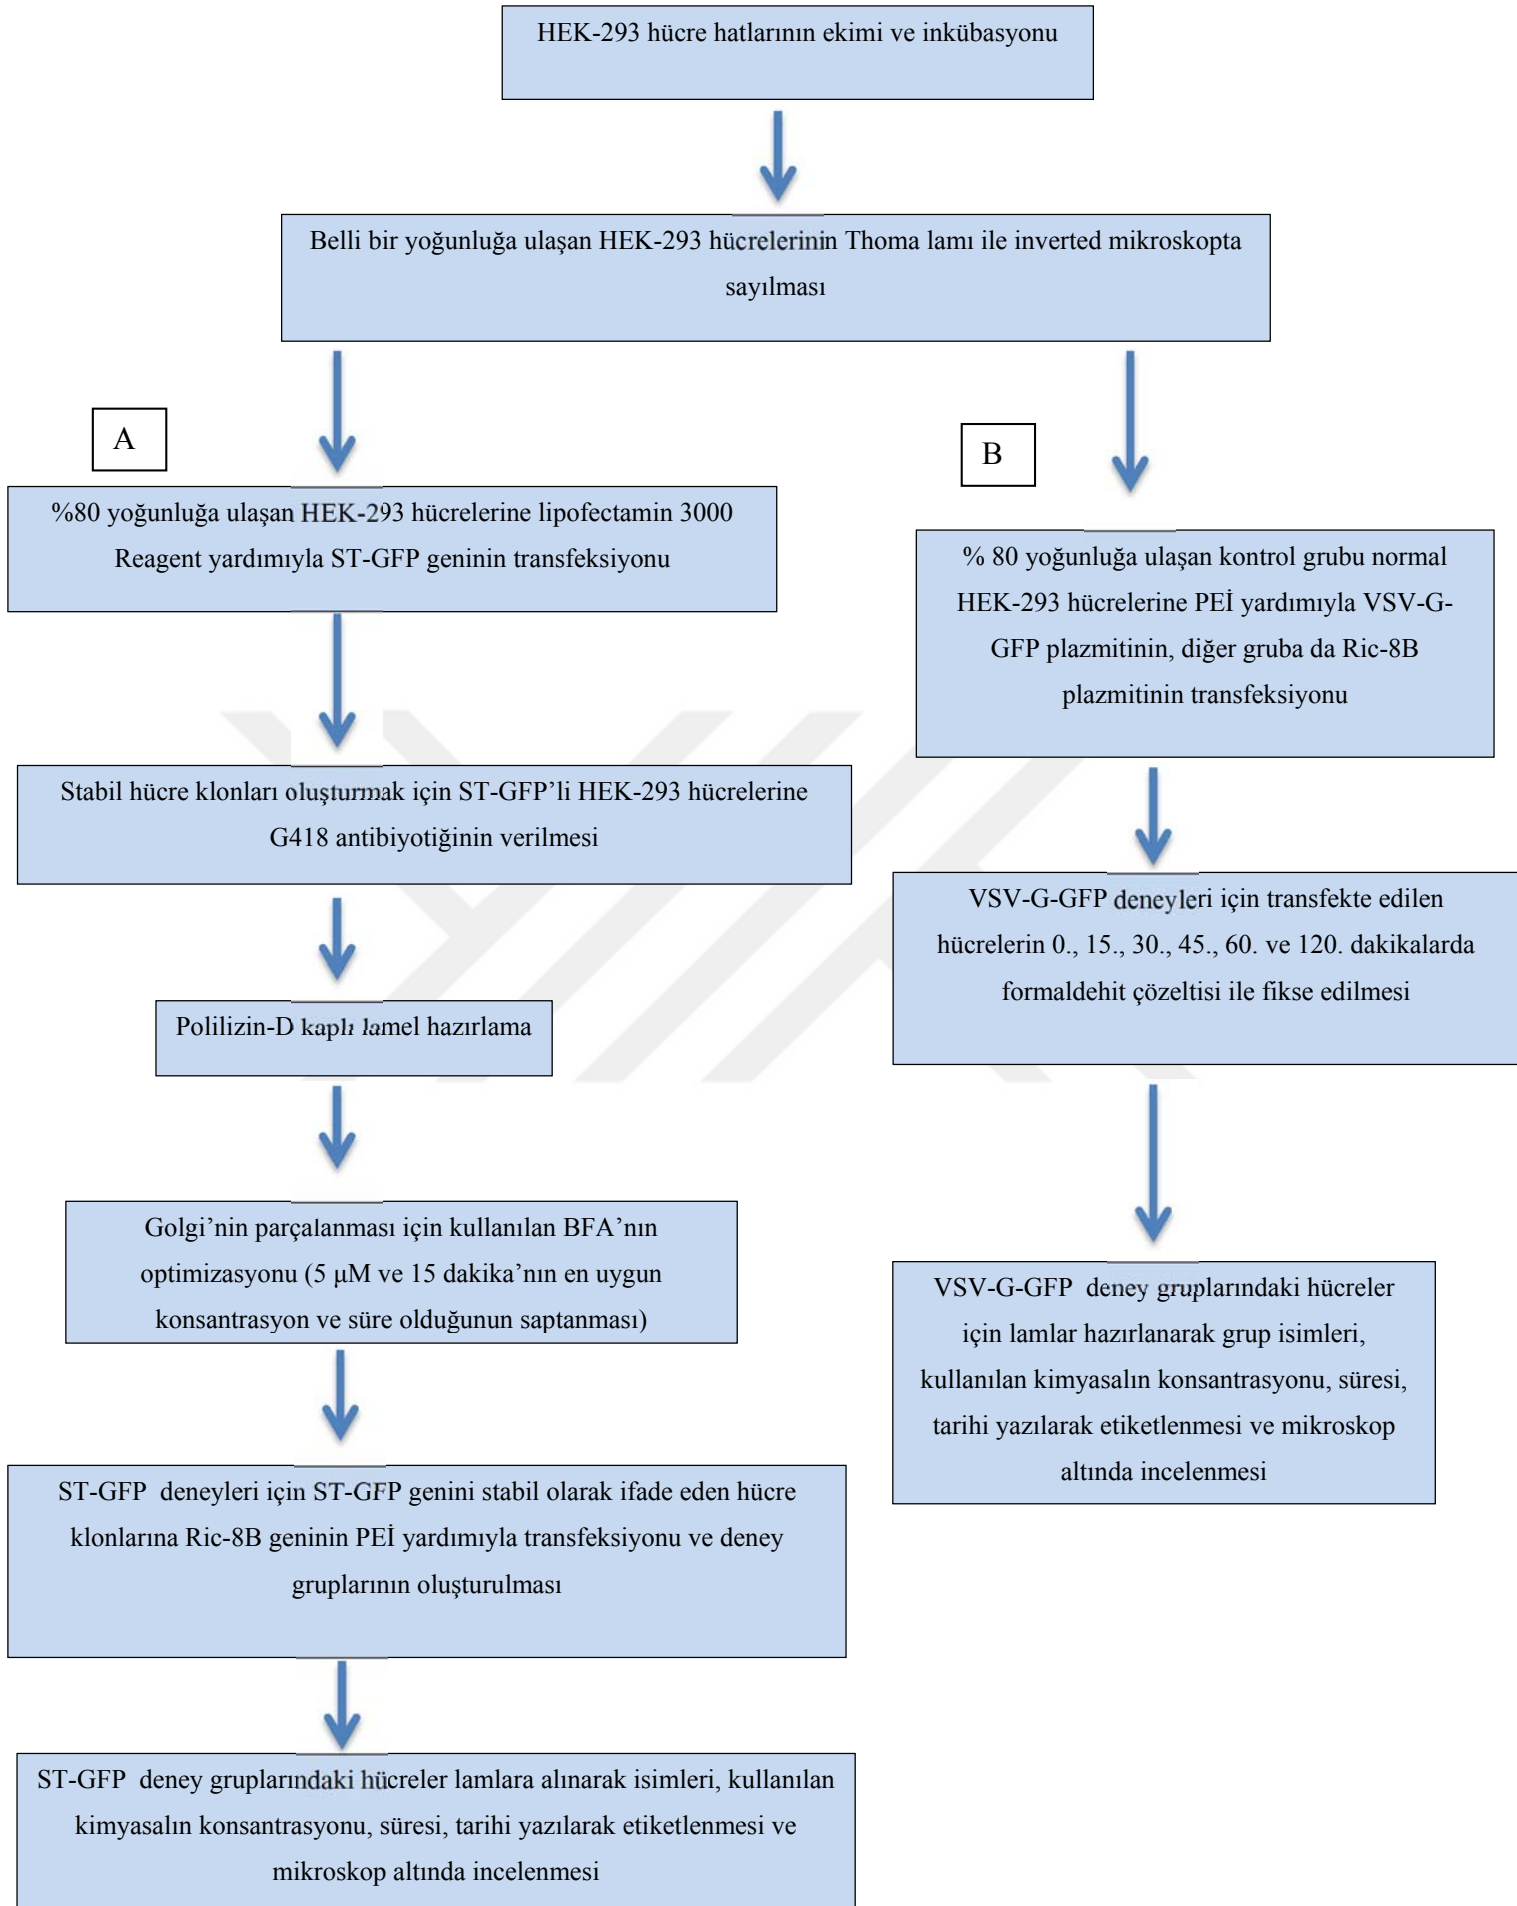 HEK-293 hücre hatlarının ekimi ve inkübasyonu
Belli bir yoğunluğa ulaşan HEK-293 hücrelerinin Thoma lamı ile inverted mikroskopta
sayılması
A
%80 yoğunluğa ulaşan HEK-293 hücrelerine lipofectamin 3000
Reagent yardımıyla ST-GFP geninin transfeksiyonu
Stabil hücre klonları oluşturmak için ST-GFP’li HEK-293 hücrelerine
G418 antibiyotiğinin verilmesi
Polilizin-D kaplı lamel hazırlama
Golgi’nin parçalanması için kullanılan BFA’nın
optimizasyonu (5 µM ve 15 dakika’nın en uygun
konsantrasyon ve süre olduğunun saptanması)
ST-GFP deneyleri için ST-GFP genini stabil olarak ifade eden hücre
klonlarına Ric-8B geninin PEİ yardımıyla transfeksiyonu ve deney
gruplarının oluşturulması
ST-GFP deney gruplarındaki hücreler lamlara alınarak isimleri, kullanılan
kimyasalın konsantrasyonu, süresi, tarihi yazılarak etiketlenmesi ve
mikroskop altında incelenmesi
B
% 80 yoğunluğa ulaşan kontrol grubu normal
HEK-293 hücrelerine PEİ yardımıyla VSV-G-
GFP plazmitinin, diğer gruba da Ric-8B
plazmitinin transfeksiyonu
VSV-G-GFP deneyleri için transfekte edilen
hücrelerin 0., 15., 30., 45., 60. ve 120. dakikalarda
formaldehit çözeltisi ile fikse edilmesi
VSV-G-GFP deney gruplarındaki hücreler
için lamlar hazırlanarak grup isimleri,
kullanılan kimyasalın konsantrasyonu, süresi,
tarihi yazılarak etiketlenmesi ve mikroskop
altında incelenmesi